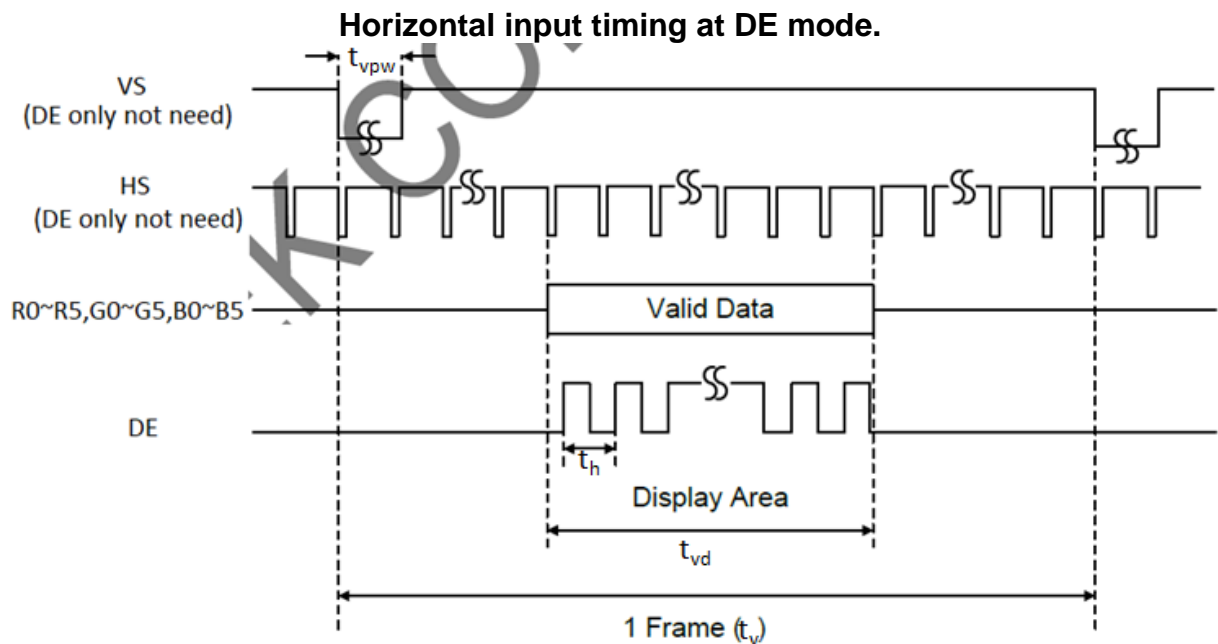 Horizontal input timing at DE mode.
tvpw
VS
(DE only not need)
HS
(DE only not need)
R0~R5,G0~G5,B0~B5
Valid Data
DE
th
Display Area
tvd
1 Frame (tv)
K CO